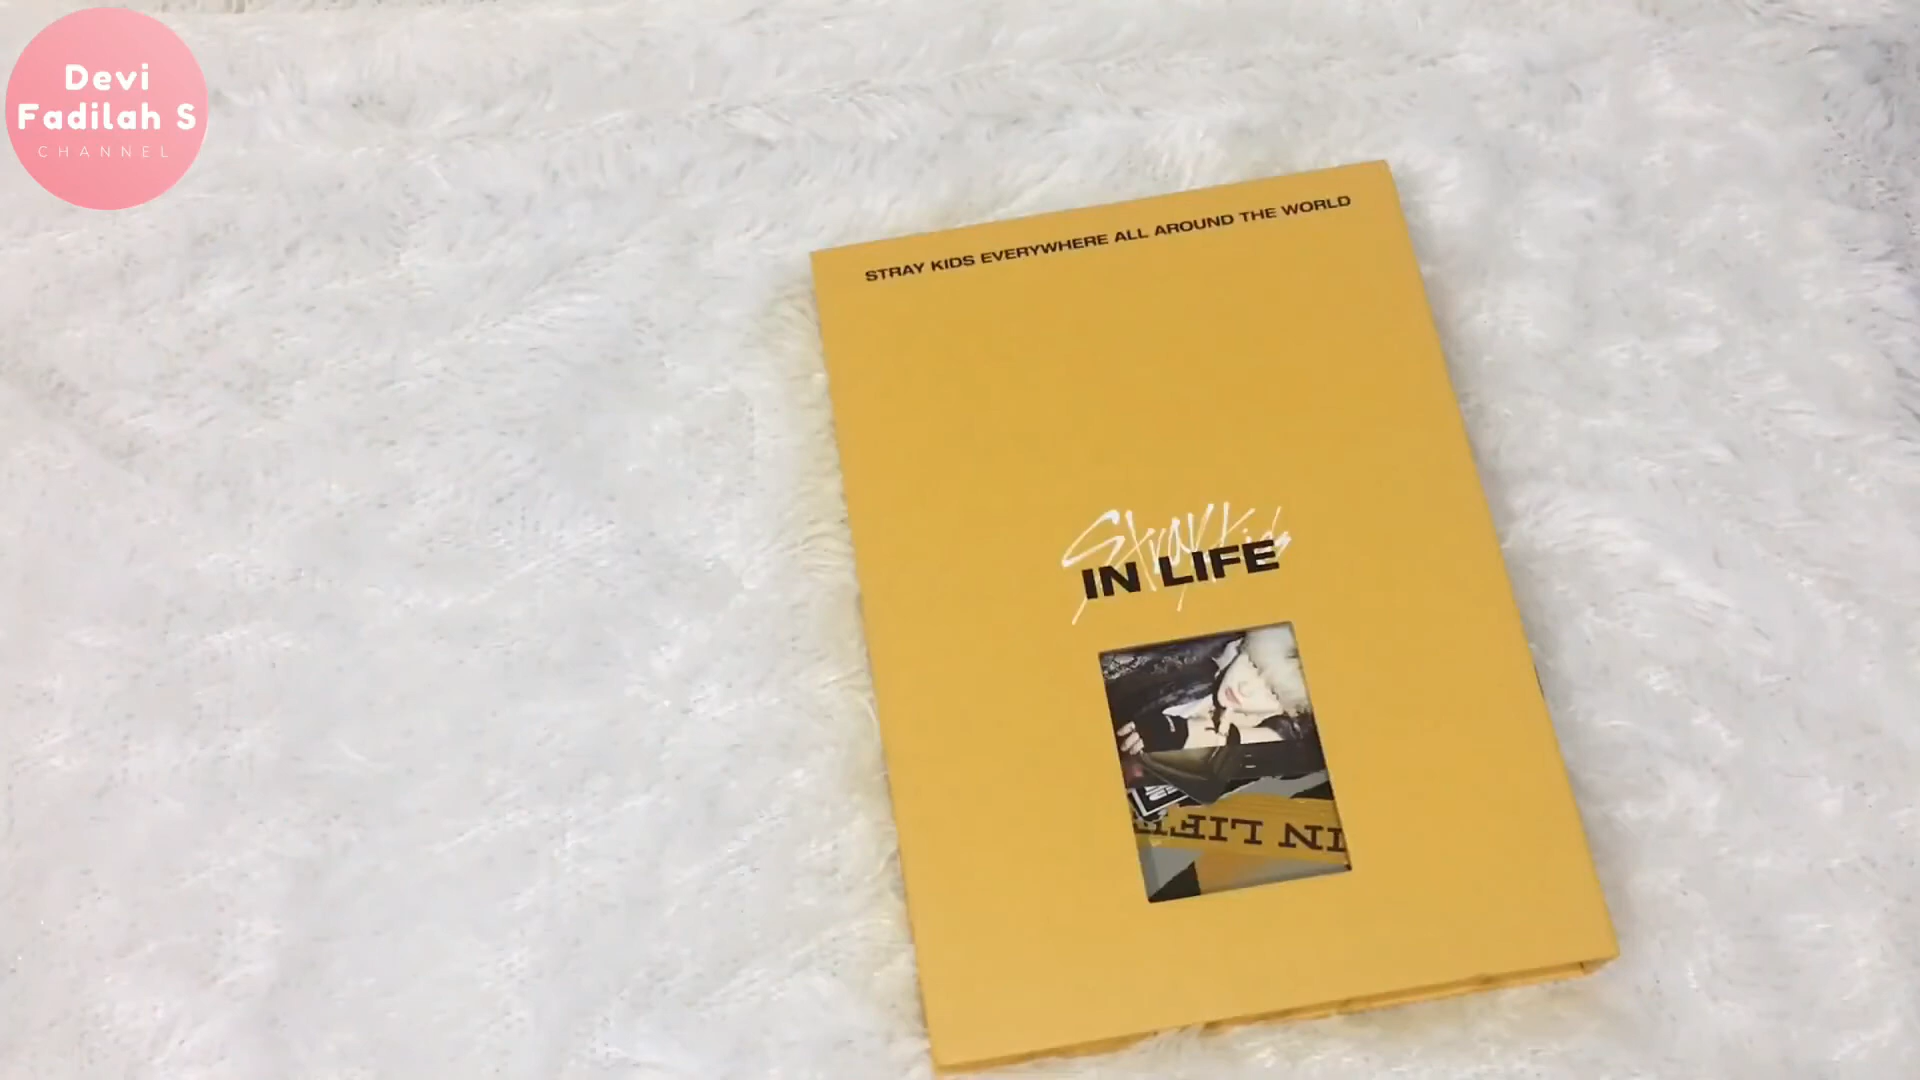 Devi
Fadilah S
CHANNEL
STRAY KIDS EVERYWHERE ALL AROUND THE WORLD
Stray Kids
IN LIFE
IN LIFE